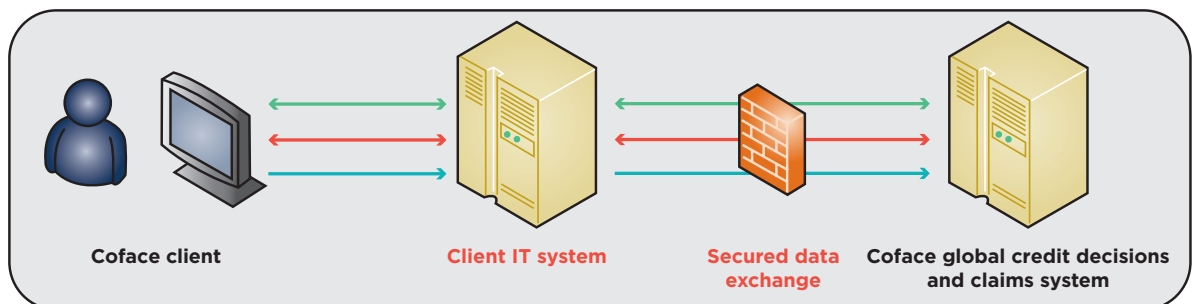 Coface client
Client IT system
Secured data
exchange
Coface global credit decisions
and claims system